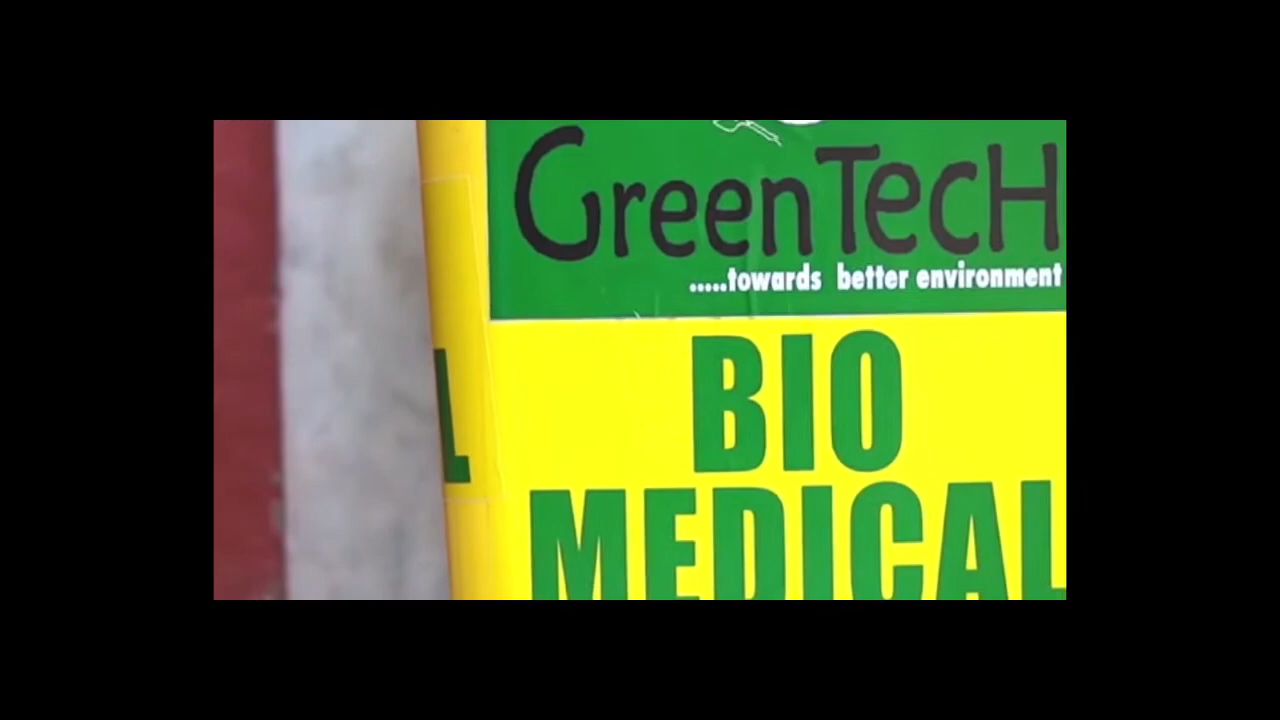 GreenTecH
.....towards better environment
BIO
MEDICAL
L